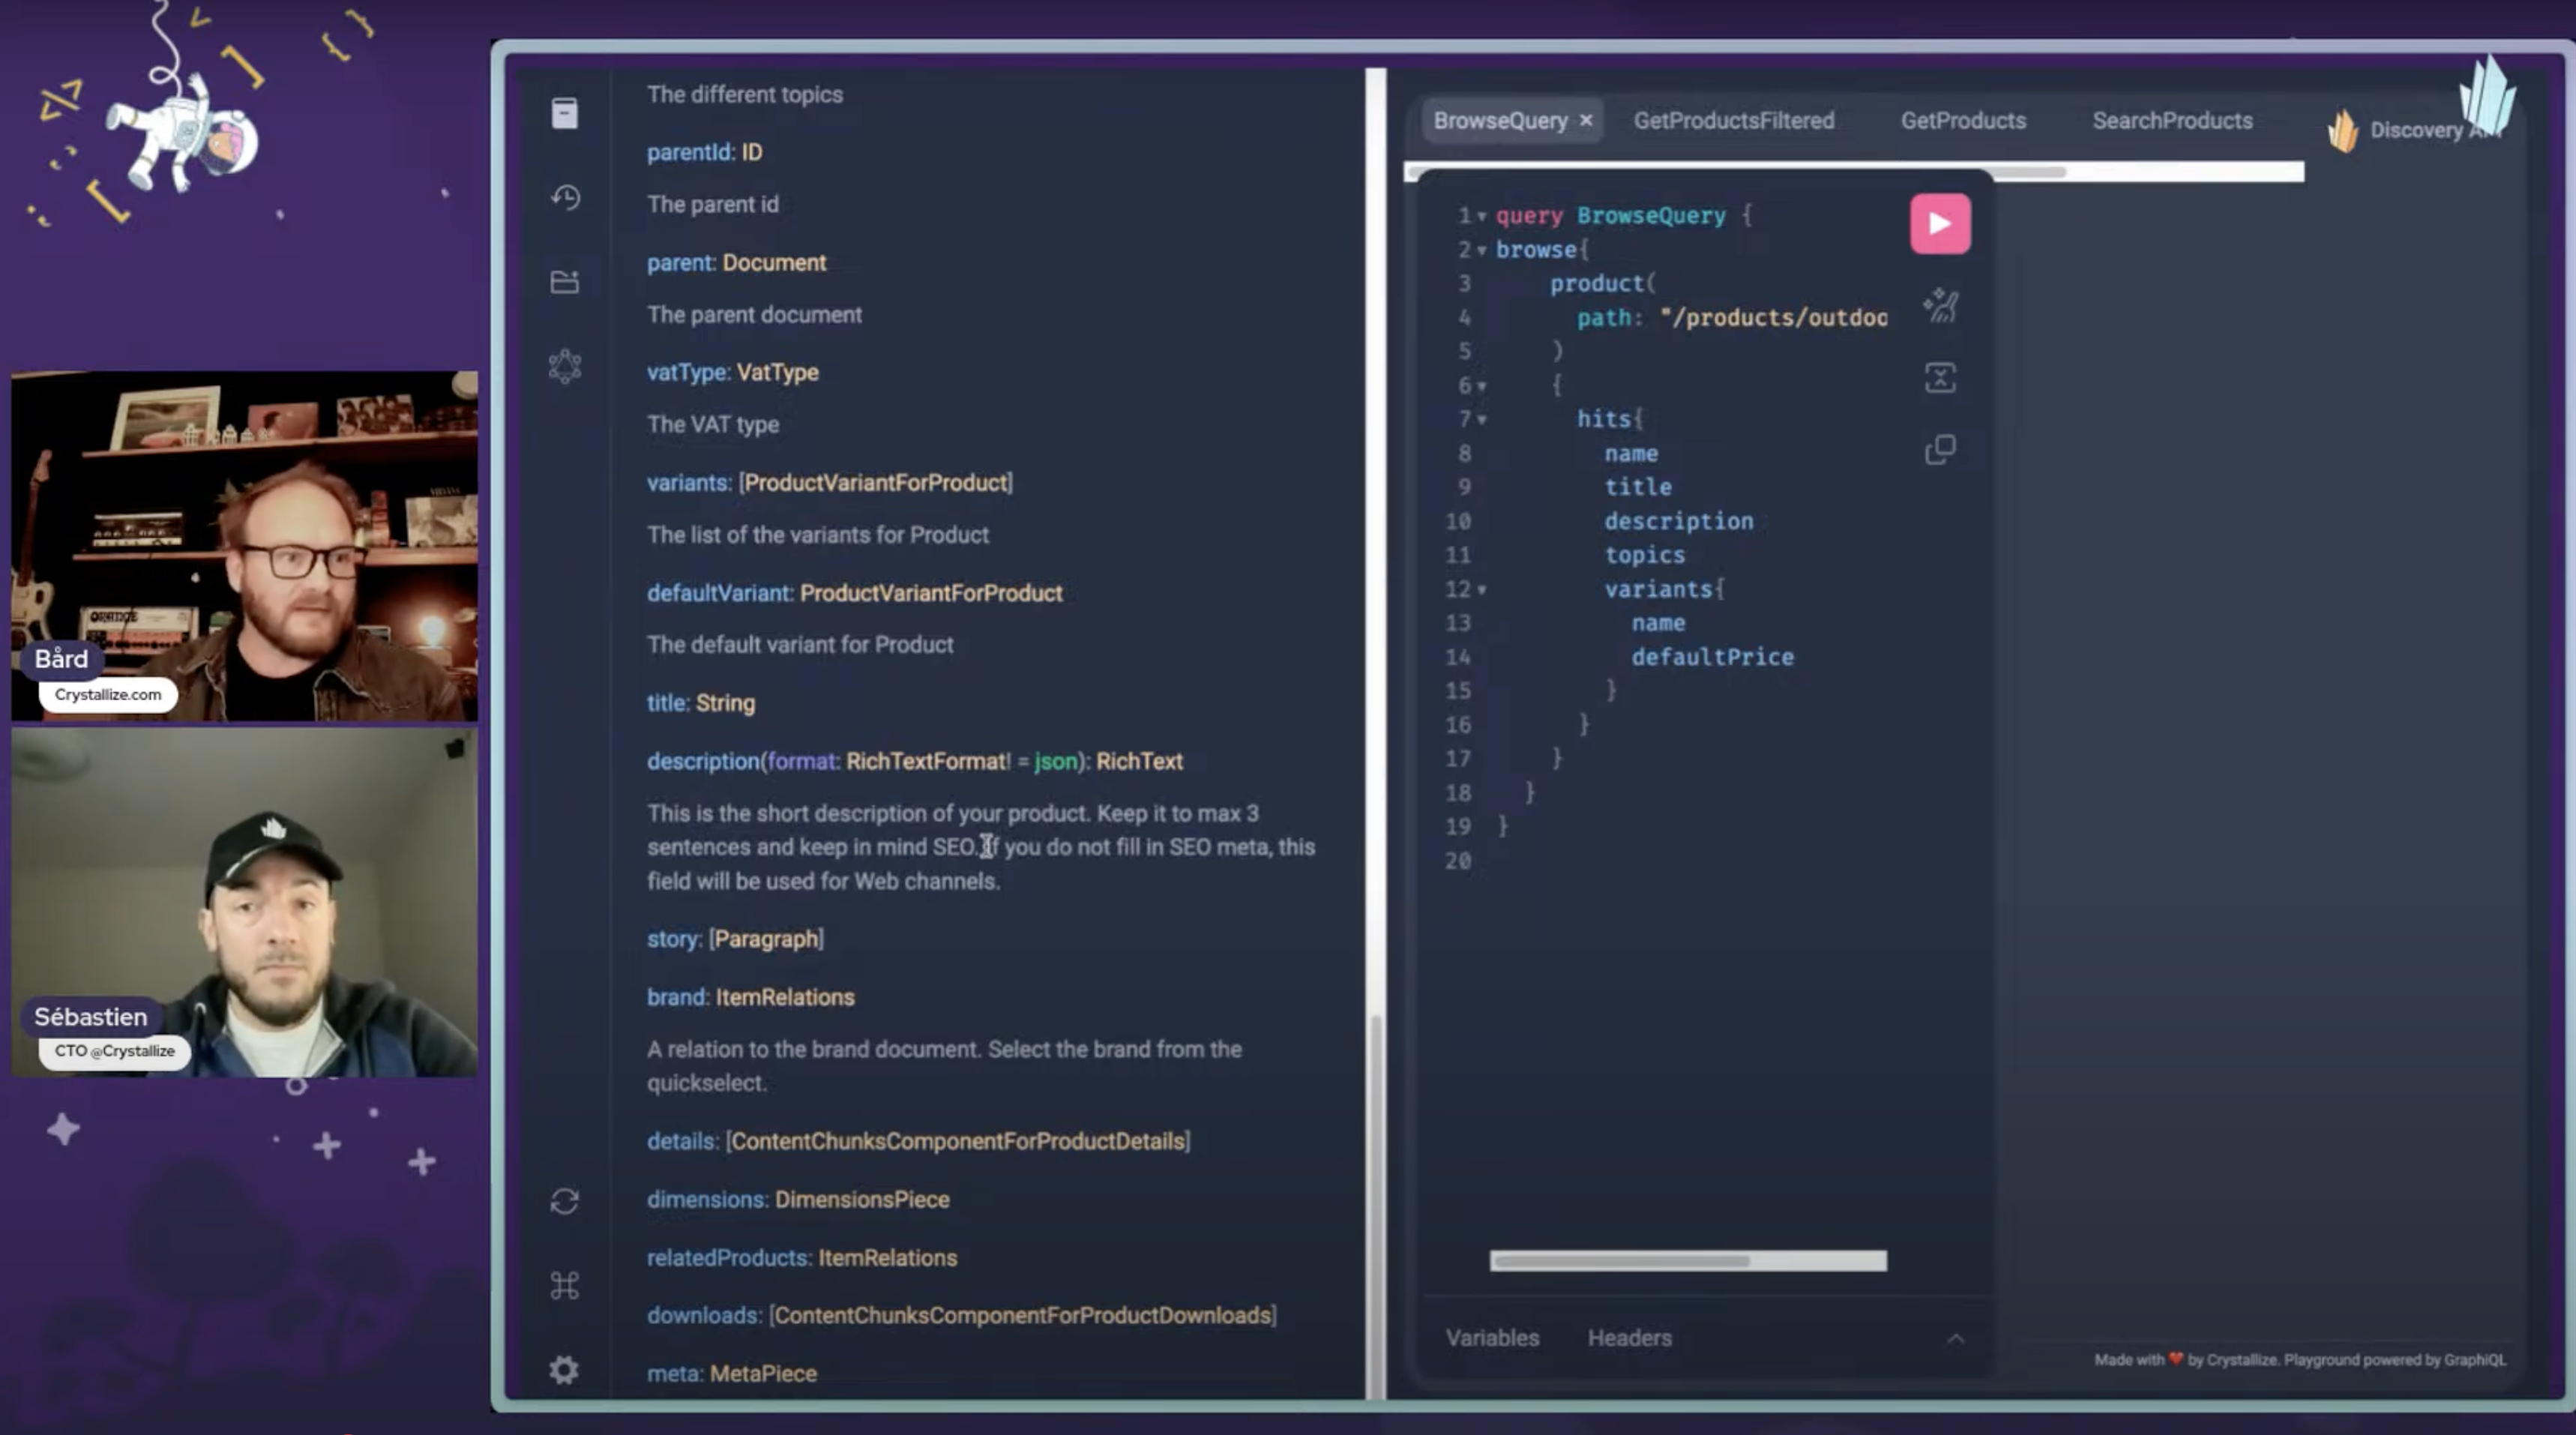 The different topics
parentId: ID
The parent id
parent: Document
The parent document
vatType: VatType
The VAT type
variants: [ProductVariantForProduct]
The list of the variants for Product
defaultVariant: ProductVariantForProduct
The default variant for Product
title: String
description(format: RichTextFormat! = json): RichText
This is the short description of your product. Keep it to max 3
sentences and keep in mind SEO. If you do not fill in SEO meta, this
field will be used for Web channels.
story: [Paragraph]
brand: ItemRelations
A relation to the brand document. Select the brand from the
quickselect.
details: [ContentChunksComponentForProductDetails]
dimensions: DimensionsPiece
relatedProducts: ItemRelations
downloads: [ContentChunksComponentForProductDownloads]
meta: MetaPiece
BrowseQuery ×
GetProductsFiltered
GetProducts
SearchProducts
Discovery
1 query BrowseQuery {
2 browse{
3 product(
4 path: "/products/outdoo
5 )
6 {
7 hits{
8 name
9 title
10 description
11 topics
12 variants{
13 name
14 defaultPrice
15 }
16 }
17 }
18 }
19 }
20
Variables
Headers
Made with ❤ by Crystallize. Playground powered by GraphiQL
ORANGE
Bård
Crystallize.com
Sébastien
CTO @Crystallize